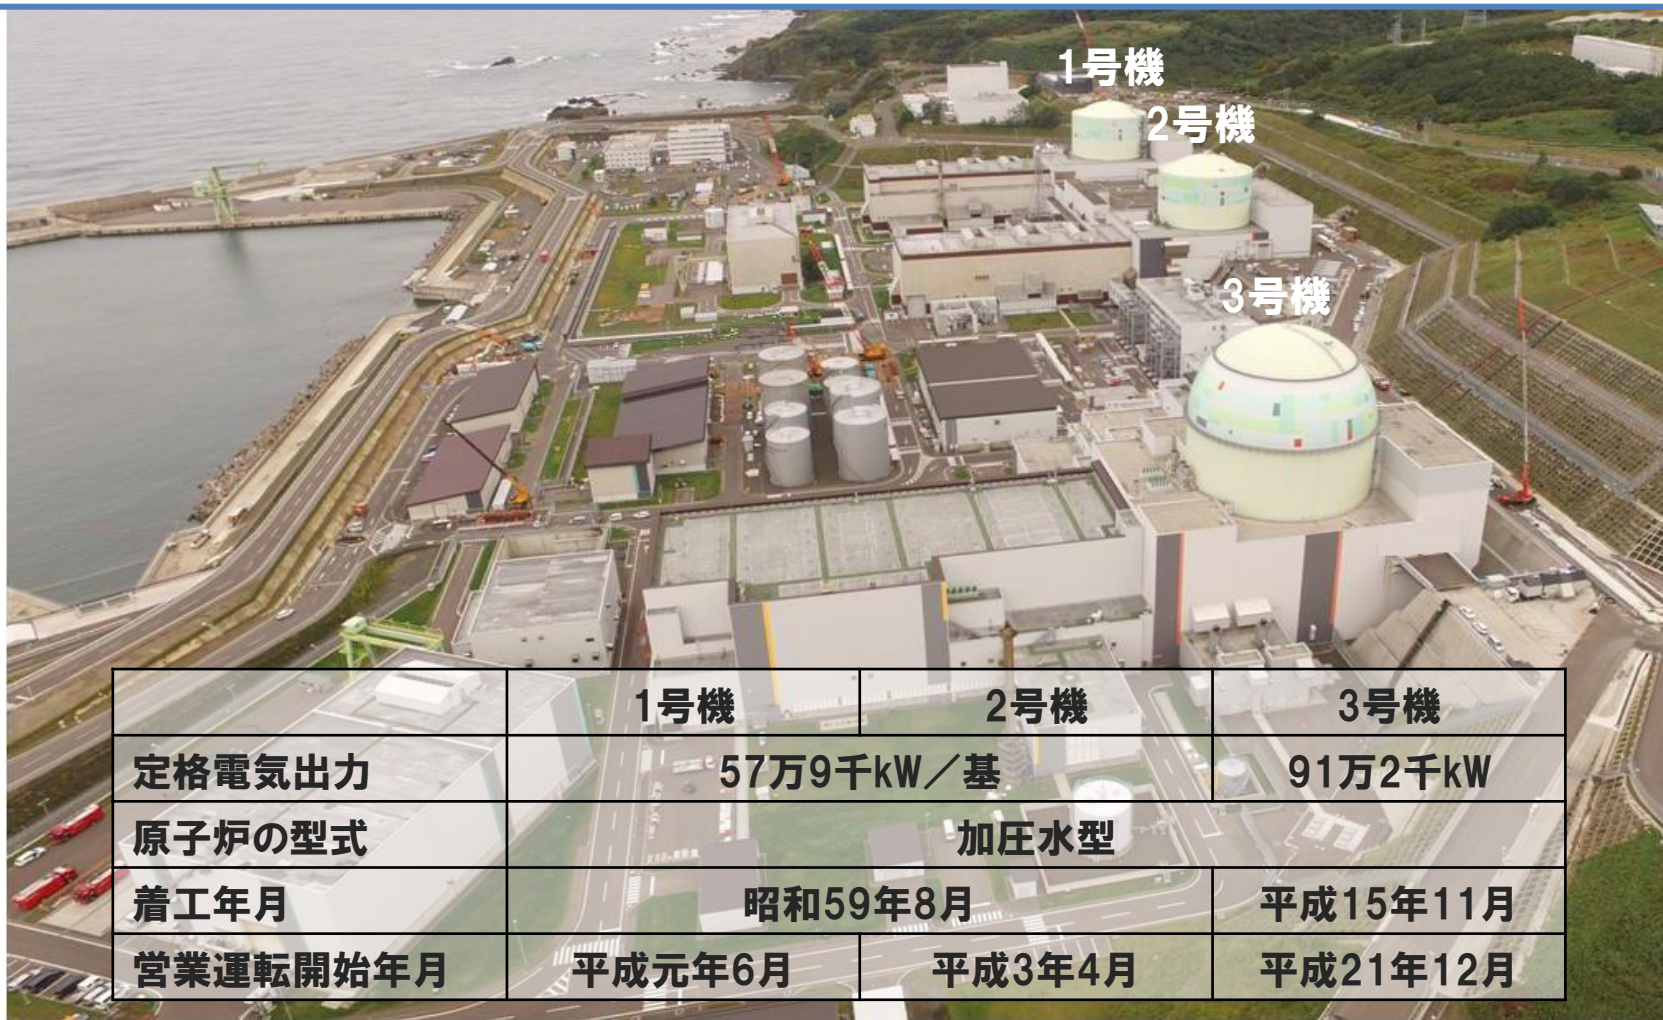 1号機
2号機
3号機
1号機 2号機 3号機
定格電気出力 57万9千kW／基 91万2千kW
原子炉の型式 加圧水型
着工年月 昭和59年8月 平成15年11月
営業運転開始年月 平成元年6月 平成3年4月 平成21年12月